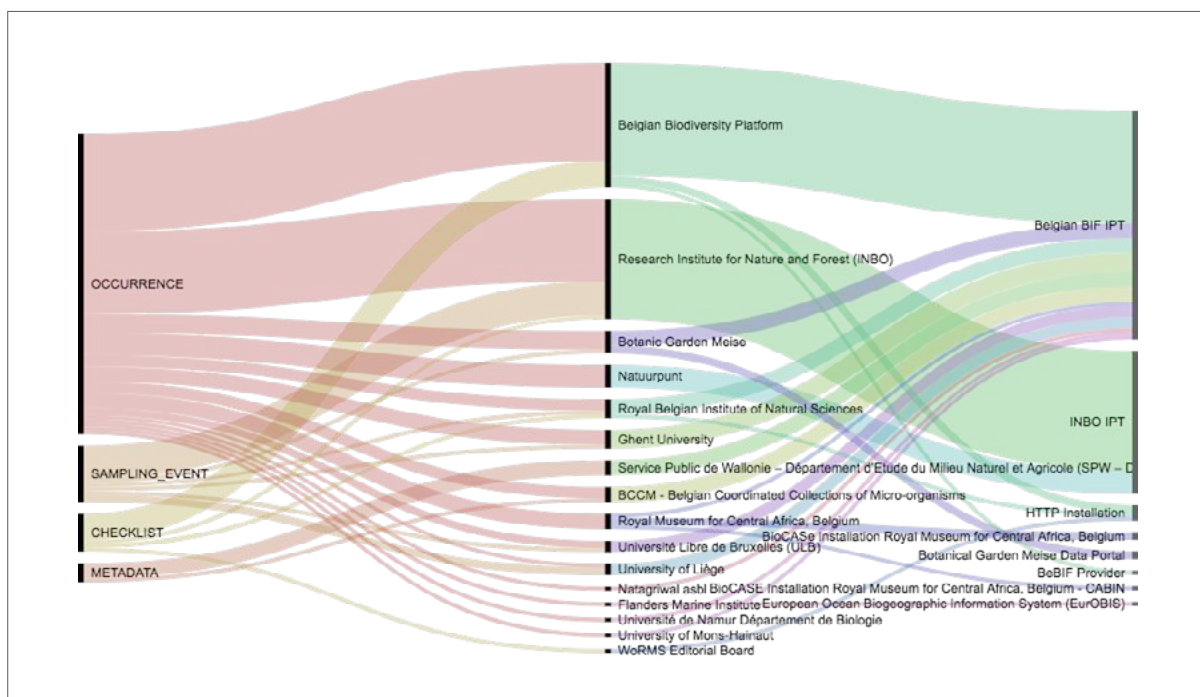 OCCURRENCE
SAMPLING_EVENT
CHECKLIST
METADATA
Belgian Biodiversity Platform
Research Institute for Nature and Forest (INBO)
Botanic Garden Meise
Natuurpunt
Royal Belgian Institute of Natural Sciences
Ghent University
Service Public de Wallonie – Département d'Etude du Milieu Naturel et Agricole (SPW – D
BCCM - Belgian Coordinated Collections of Micro-organisms
Royal Museum for Central Africa, Belgium
Université Libre de Bruxelles (ULB)
University of Liège
Natagriwal asbl
Flanders Marine Institute
Université de Namur Département de Biologie
University of Mons-Hainaut
WoRMS Editorial Board
Belgian BIF IPT
INBO IPT
HTTP Installation
BioCASe Installation Royal Museum for Central Africa, Belgium
Botanical Garden Meise Data Portal
BeBIF Provider
BioCASE Installation Royal Museum for Central Africa, Belgium - CABIN
European Ocean Biogeographic Information System (EurOBIS)